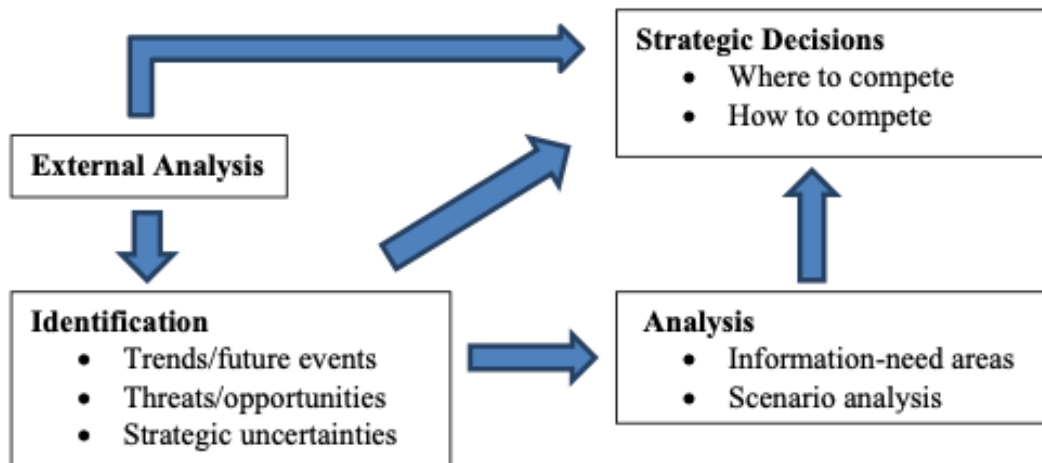 Strategic Decisions
• Where to compete
• How to compete
External Analysis
Identification
• Trends/future events
• Threats/opportunities
• Strategic uncertainties
Analysis
• Information-need areas
• Scenario analysis